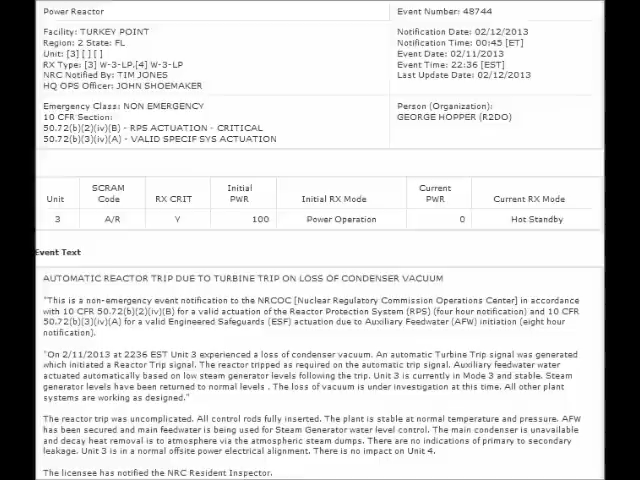 Power Reactor
Event Number: 48744
Facility: TURKEY POINT
Region: 2 State: FL
Unit: [3] [ ] [ ]
RX Type: [3] W-3-LP,[4] W-3-LP
NRC Notified By: TIM JONES
HQ OPS Officer: JOHN SHOEMAKER
Notification Date: 02/12/2013
Notification Time: 00:45 [ET]
Event Date: 02/11/2013
Event Time: 22:36 [EST]
Last Update Date: 02/12/2013
Emergency Class: NON EMERGENCY
10 CFR Section:
50.72(b)(2)(iv)(B) - RPS ACTUATION - CRITICAL
50.72(b)(3)(iv)(A) - VALID SPECIF SYS ACTUATION
Person (Organization):
GEORGE HOPPER (R2DO)
Unit SCRAM Code RX CRIT Initial PWR Initial RX Mode Current PWR Current RX Mode
3 A/R Y 100 Power Operation 0 Hot Standby
Event Text
AUTOMATIC REACTOR TRIP DUE TO TURBINE TRIP ON LOSS OF CONDENSER VACUUM
"This is a non-emergency event notification to the NRCOC [Nuclear Regulatory Commission Operations Center] in accordance
with 10 CFR 50.72(b)(2)(iv)(B) for a valid actuation of the Reactor Protection System (RPS) (four hour notification) and 10 CFR
50.72(b)(3)(iv)(A) for a valid Engineered Safeguards (ESF) actuation due to Auxiliary Feedwater (AFW) initiation (eight hour
notification).
"On 2/11/2013 at 2236 EST Unit 3 experienced a loss of condenser vacuum. An automatic Turbine Trip signal was generated
which initiated a Reactor Trip signal. The reactor tripped as required on the automatic trip signal. Auxiliary feedwater water
actuated automatically based on low steam generator levels following the trip. Unit 3 is currently in Mode 3 and stable. Steam
generator levels have been returned to normal levels . The loss of vacuum is under investigation at this time. All other plant
systems are working as designed."
The reactor trip was uncomplicated. All control rods fully inserted. The plant is stable at normal temperature and pressure. AFW
has been secured and main feedwater is being used for Steam Generator water level control. The main condenser is unavailable
and decay heat removal is to atmosphere via the atmospheric steam dumps. There are no indications of primary to secondary
leakage. Unit 3 is in a normal offsite power electrical alignment. There is no impact on Unit 4.
The licensee has notified the NRC Resident Inspector.